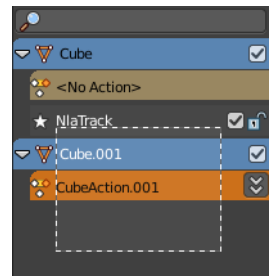 Cube
<No Action>
NlaTrack
Cube.001
CubeAction.001